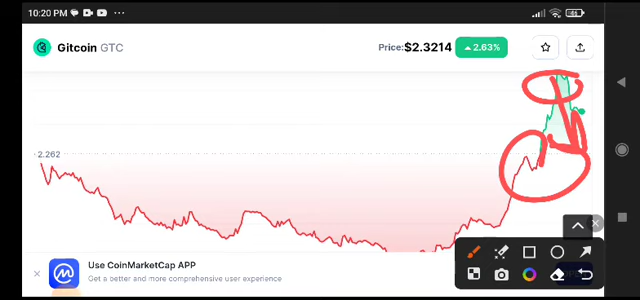 10:20 PM
Gitcoin GTC
Price: $2.3214 2.63%
2.262
Use CoinMarketCap APP
Get a better and more comprehensive user experience